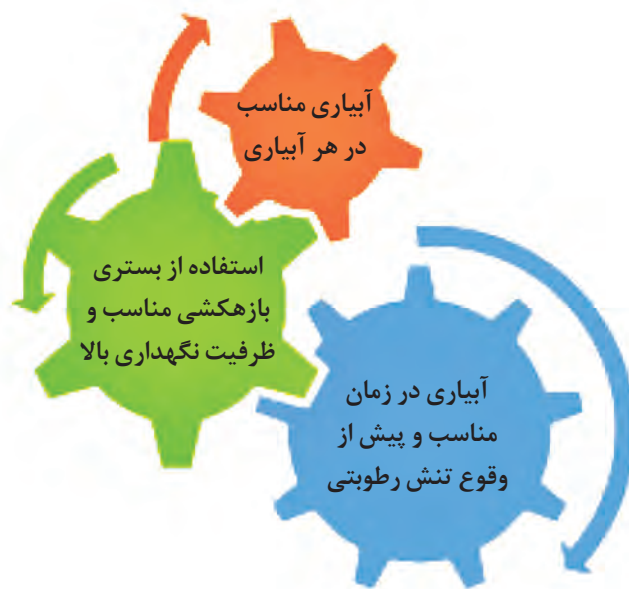 آبیاری مناسب
در هر آبیاری
استفاده از بستری
بازهکشی مناسب و
ظرفیت نگهداری بالا
آبیاری در زمان
مناسب و پیش از
وقوع تنش رطوبتی